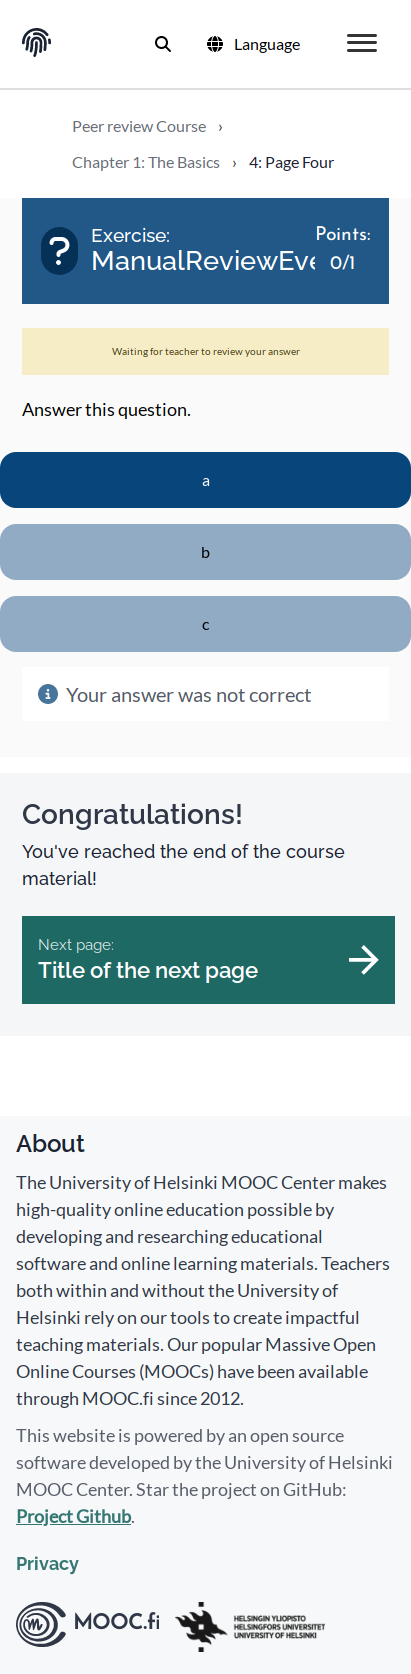 Language
Peer review Course ›
Chapter 1: The Basics › 4: Page Four
Exercise:
ManualReviewEve
Points:
0/1
Waiting for teacher to review your answer
Answer this question.
a
b
c
Your answer was not correct
Congratulations!
You've reached the end of the course
material!
Next page:
Title of the next page
About
The University of Helsinki MOOC Center makes
high-quality online education possible by
developing and researching educational
software and online learning materials. Teachers
both within and without the University of
Helsinki rely on our tools to create impactful
teaching materials. Our popular Massive Open
Online Courses (MOOCs) have been available
through MOOC.fi since 2012.
This website is powered by an open source
software developed by the University of Helsinki
MOOC Center. Star the project on GitHub:
Project Github.
Privacy
MOOC.fi
HELSINGIN YLIOPISTO
HELSINGFORS UNIVERSITET
UNIVERSITY OF HELSINKI